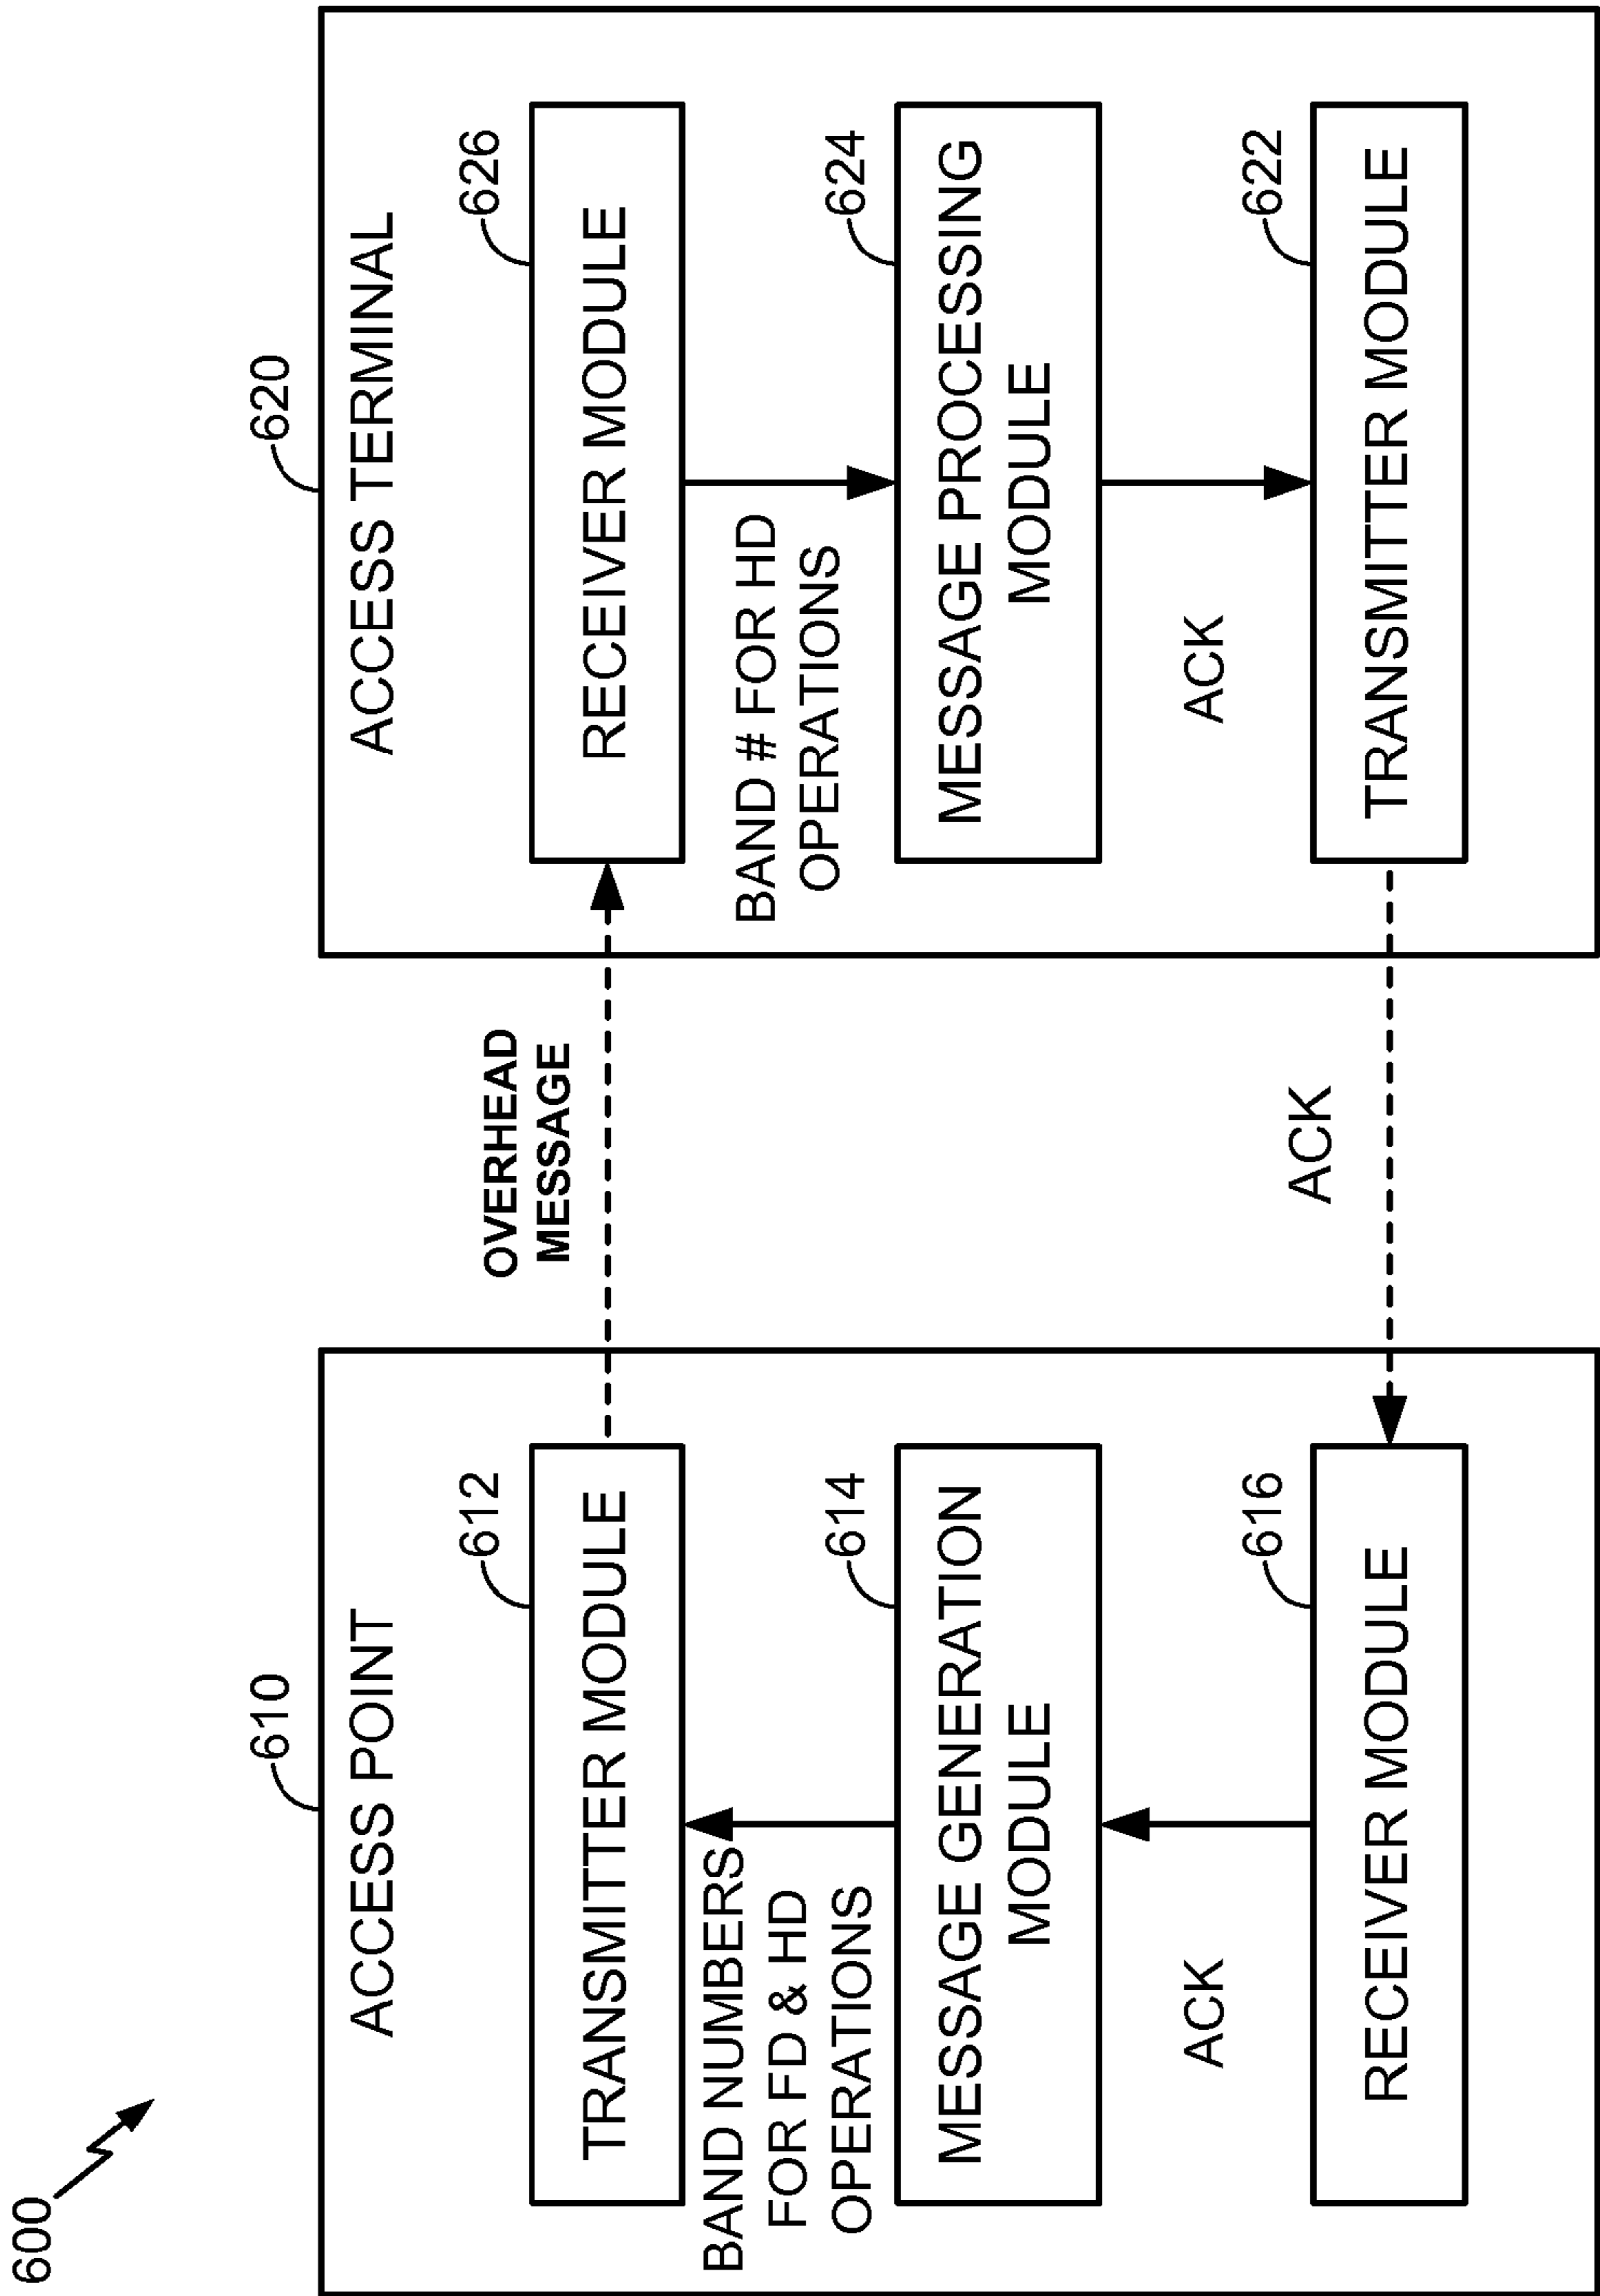 600
610
ACCESS POINT
612
TRANSMITTER MODULE
BAND NUMBERS
FOR FD & HD
OPERATIONS
614
MESSAGE GENERATION
MODULE
ACK
616
RECEIVER MODULE
OVERHEAD
MESSAGE
ACK
620
ACCESS TERMINAL
626
RECEIVER MODULE
BAND # FOR HD
OPERATIONS
624
MESSAGE PROCESSING
MODULE
ACK
622
TRANSMITTER MODULE